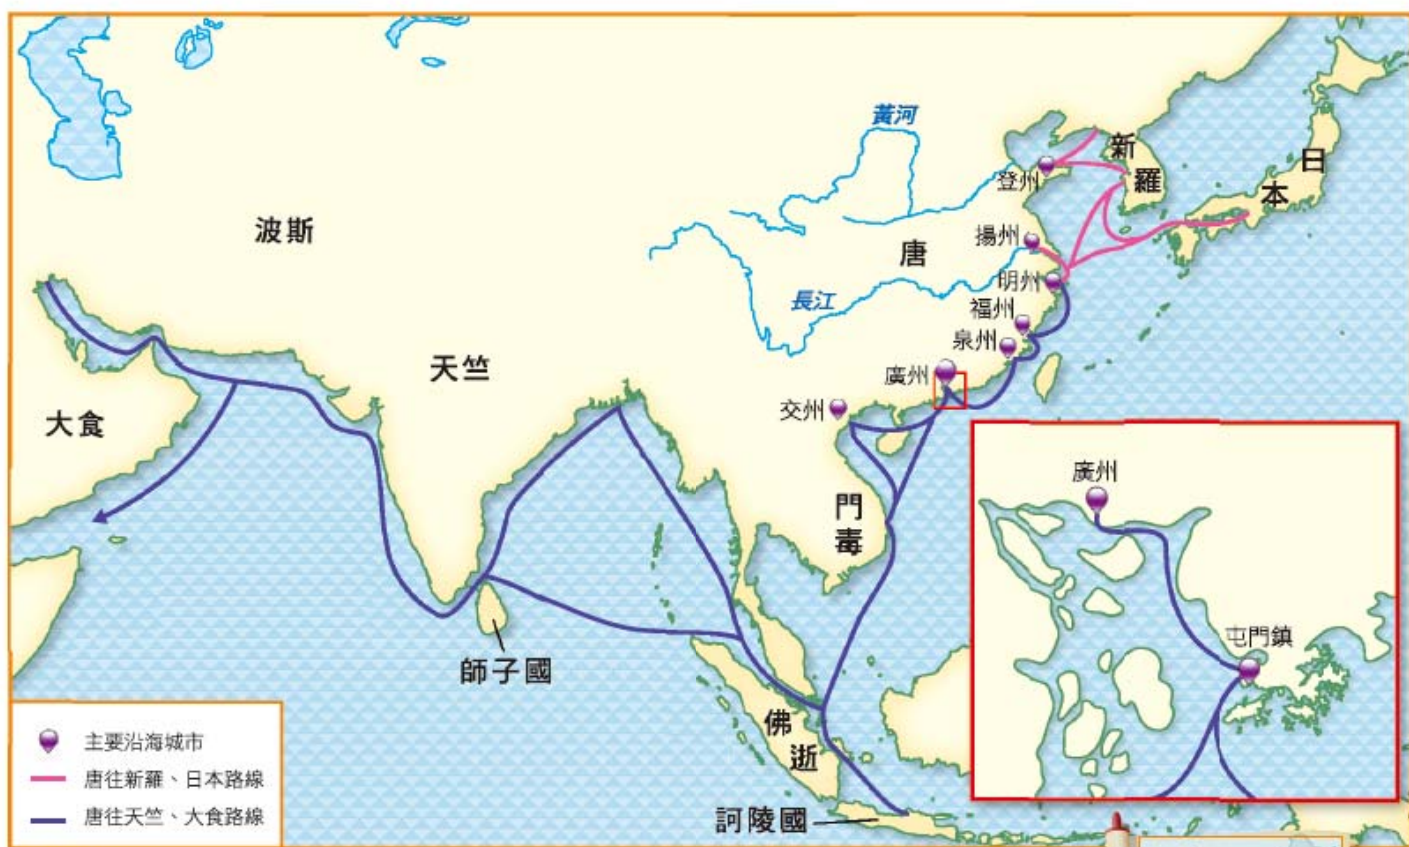 黃河
新羅
日本
登州
波斯
揚州
唐
明州
長江
福州
泉州
天竺
廣州
交州
大食
門毒
廣州
屯門鎮
師子國
佛逝
訶陵國
主要沿海城市
唐往新羅、日本路線
唐往天竺、大食路線